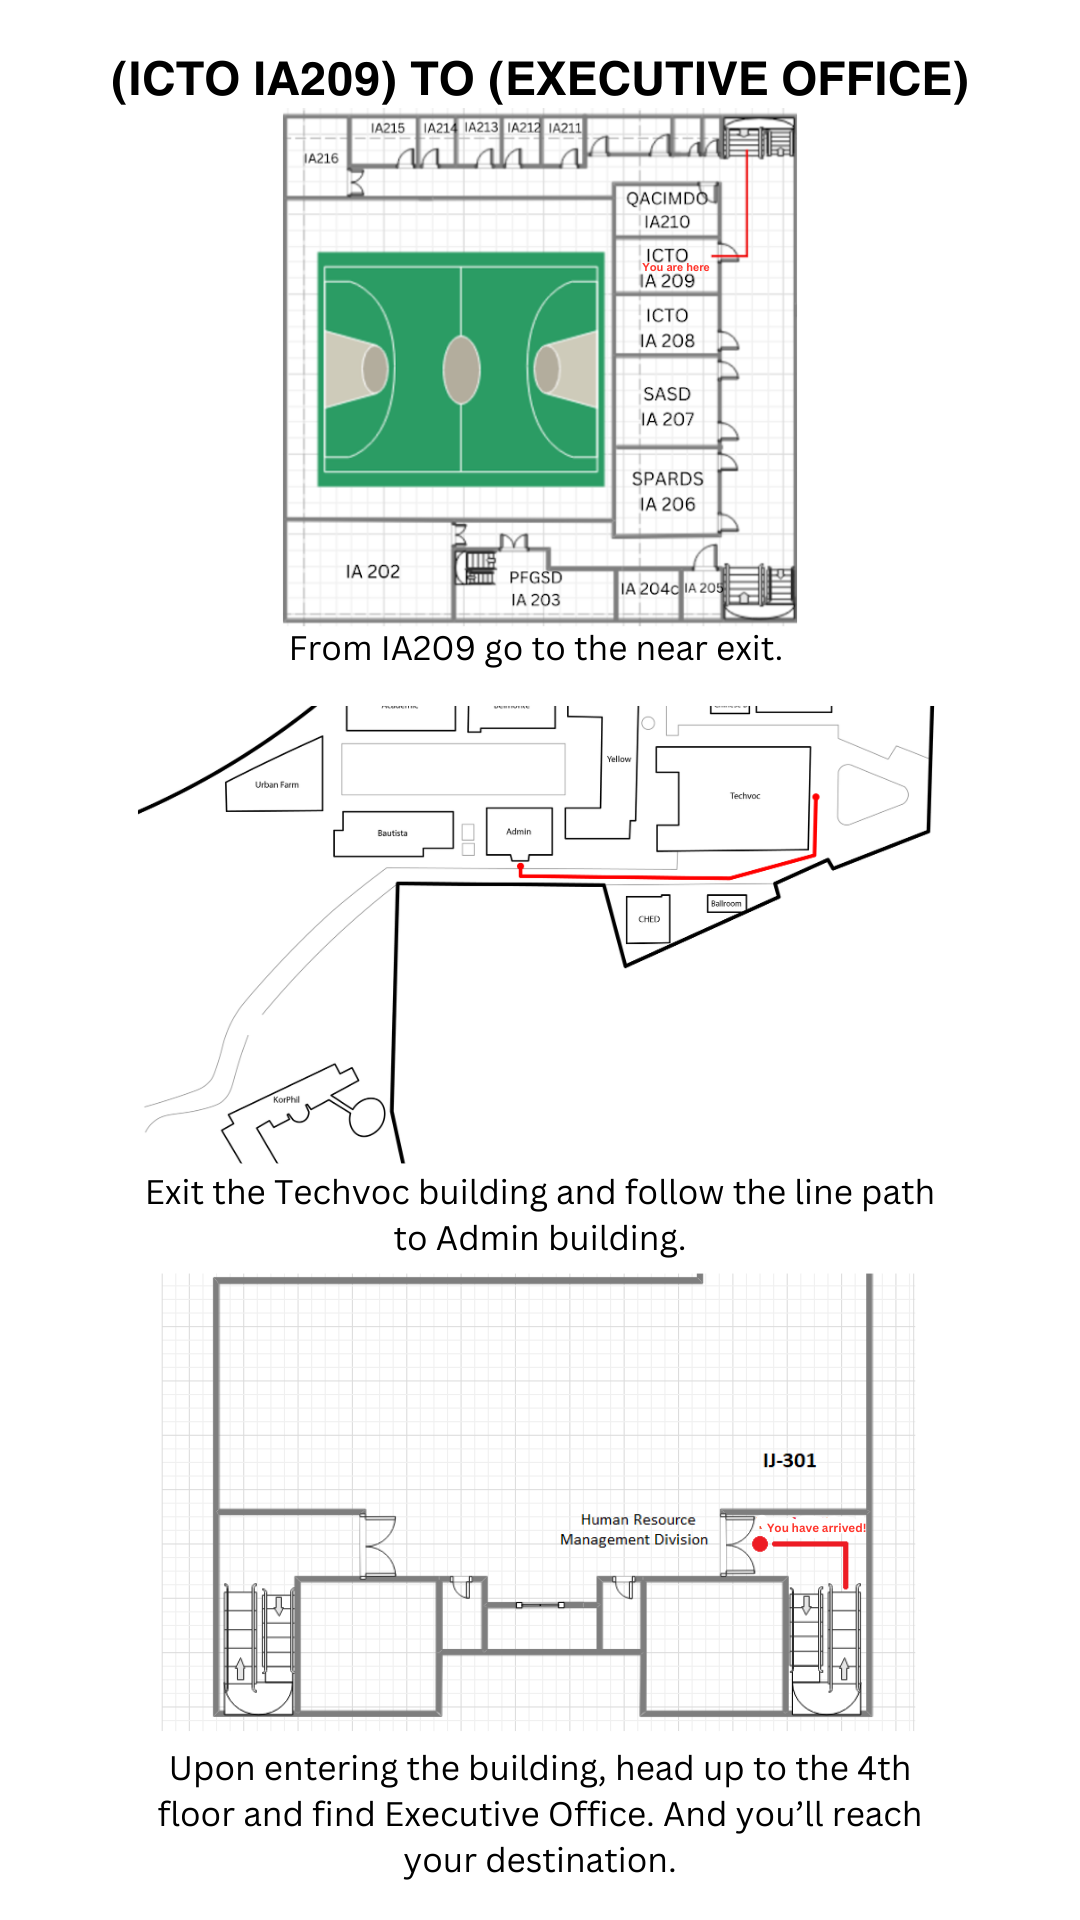 (ICTO IA209) TO (EXECUTIVE OFFICE)
IA215
IA214
IA213
IA212
IA211
IA216
QACIMDO
IA210
ICTO
You are here
IA 209
ICTO
IA 208
SASD
IA 207
SPARDS
IA 206
IA 202
PFGSD
IA 203
IA 204c
IA 205
From IA209 go to the near exit.
Academic
Belmonte
Yellow
Urban Farm
Techvoc
Bautista
Admin
CHED
Ballroom
KorPhil
Exit the Techvoc building and follow the line path
to Admin building.
IJ-301
Human Resource
Management Division
You have arrived!
Upon entering the building, head up to the 4th
floor and find Executive Office. And you’ll reach
your destination.